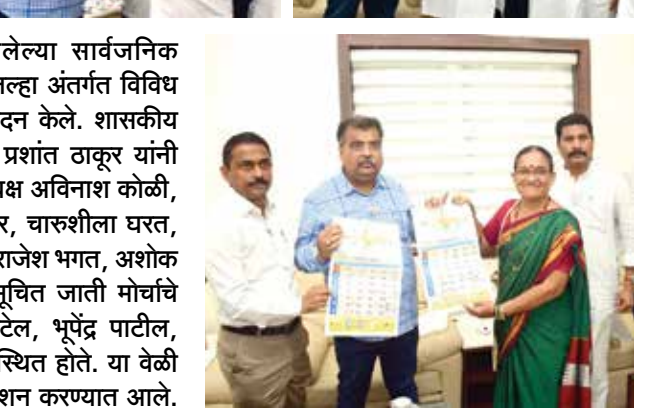 लेल्या सार्वजनिक
ल्हा अंतर्गत विविध
दन केले. शासकीय
प्रशांत ठाकूर यांनी
क्ष अविनाश कोळी,
र, चारुशीला घरत,
राजेश भगत, अशोक
सूचित जाती मोर्चाचे
टेल, भूपेंद्र पाटील,
स्थित होते. या वेळी
शन करण्यात आले.